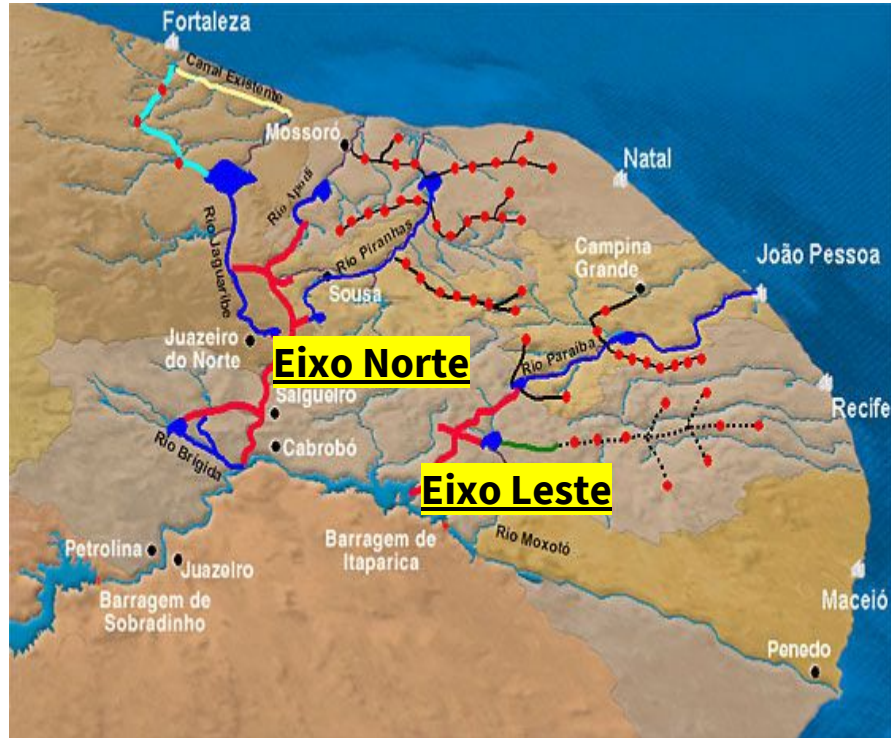 Fortaleza
Canal Existente
Mossoró
Natal
Rio Apodi
Rio Jaguaribe
Rio Piranhas
Campina
Grande
João Pessoa
Sousa
Juazeiro
do Norte
Eixo Norte
Rio Paraiba
Salgueiro
Recife
Cabrobó
Rio Brígida
Eixo Leste
Petrolina
Juazeiro
Barragem de
Itaparica
Rio Moxotó
Barragem de
Sobradinho
Maceió
Penedo